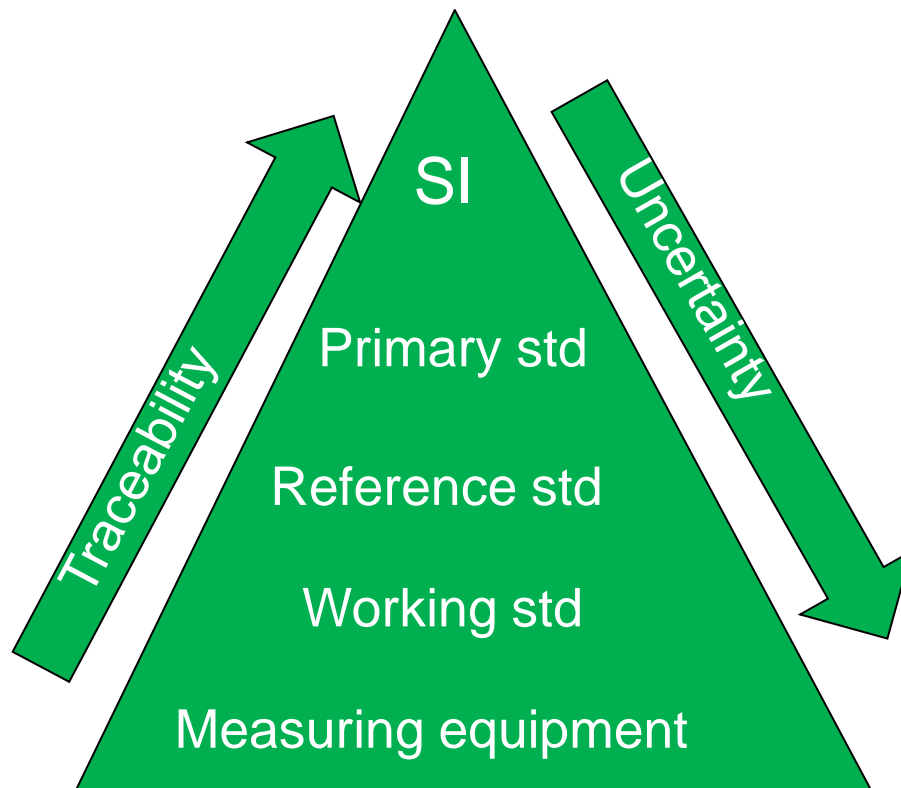 SI
Uncertainty
Primary std
Traceability
Reference std
Working std
Measuring equipment